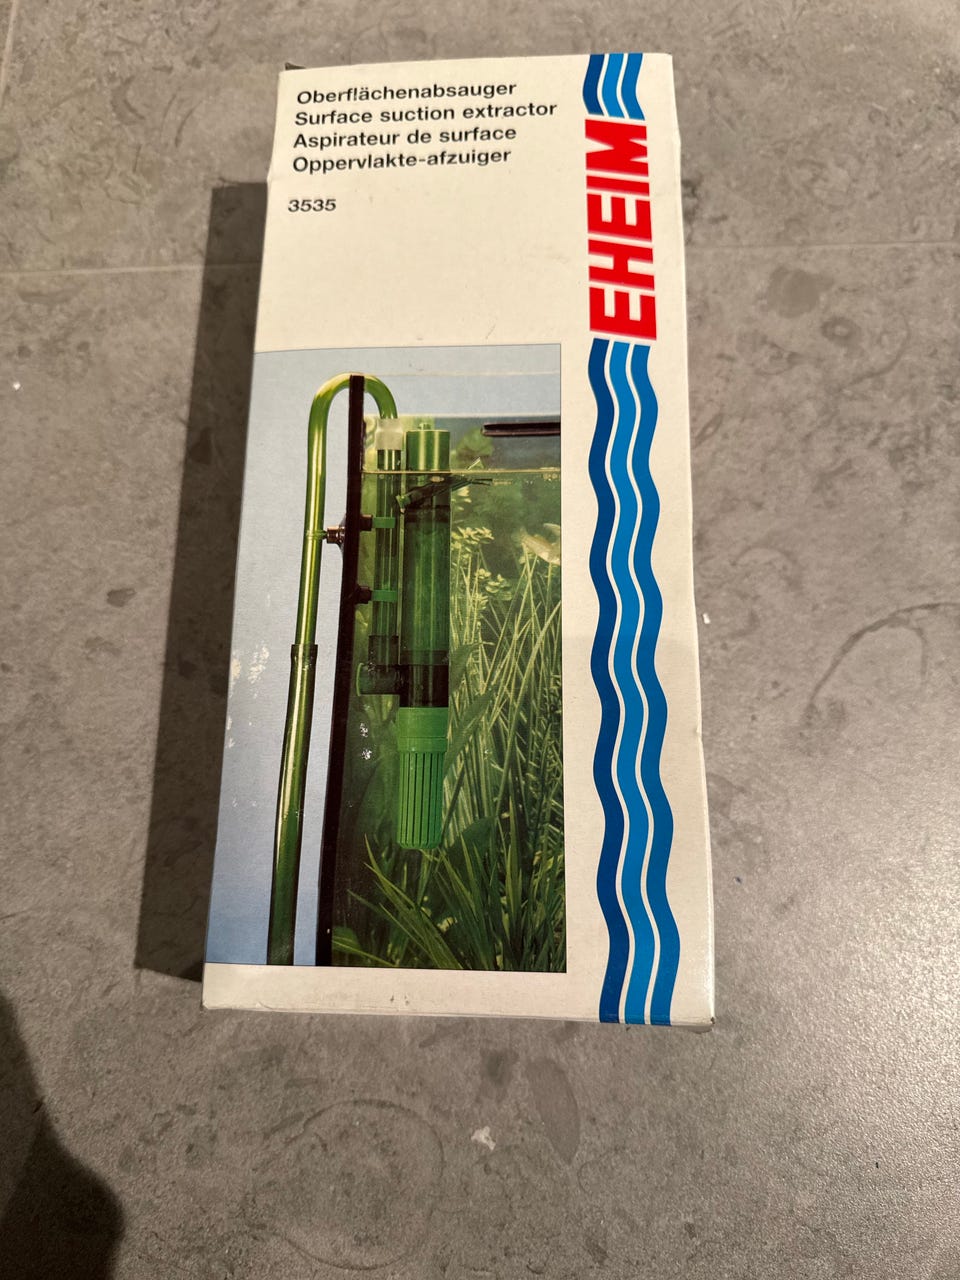 Oberflächenabsauger
Surface suction extractor
Aspirateur de surface
Oppervlakte-afzuiger
3535
EHEIM